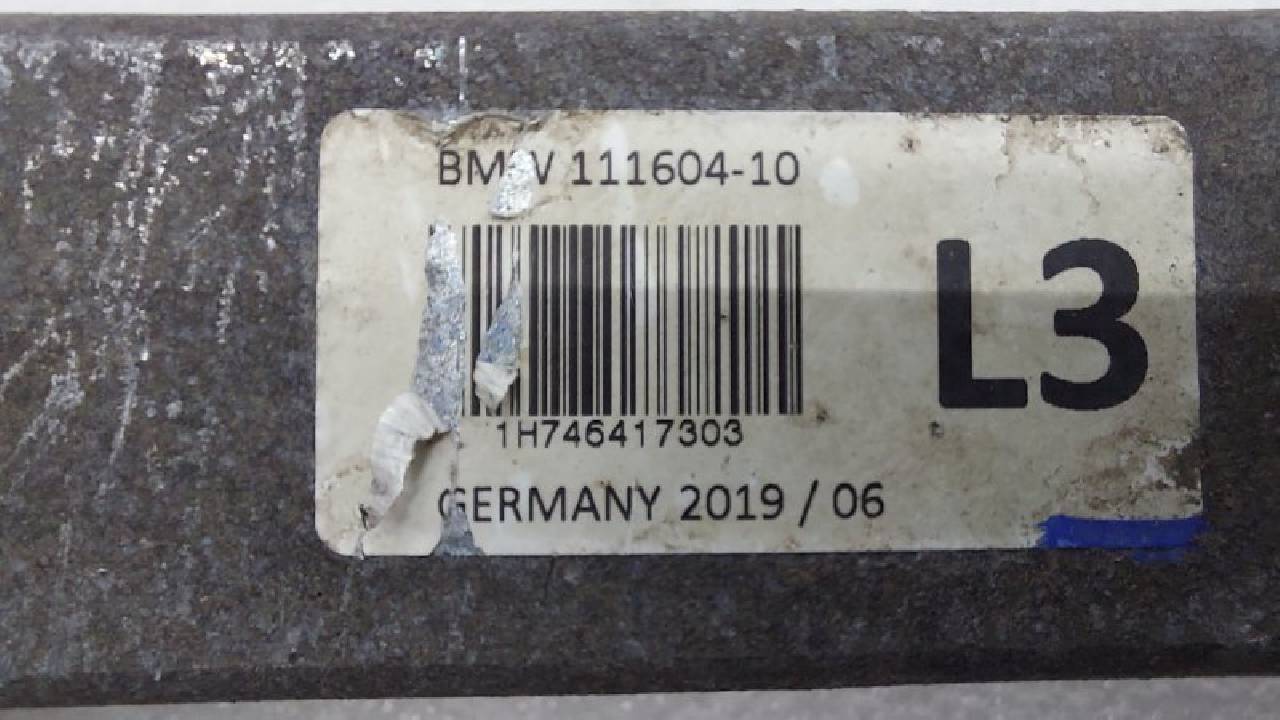 BMW 111604-10
L3
1H746417303
GERMANY 2019 / 06